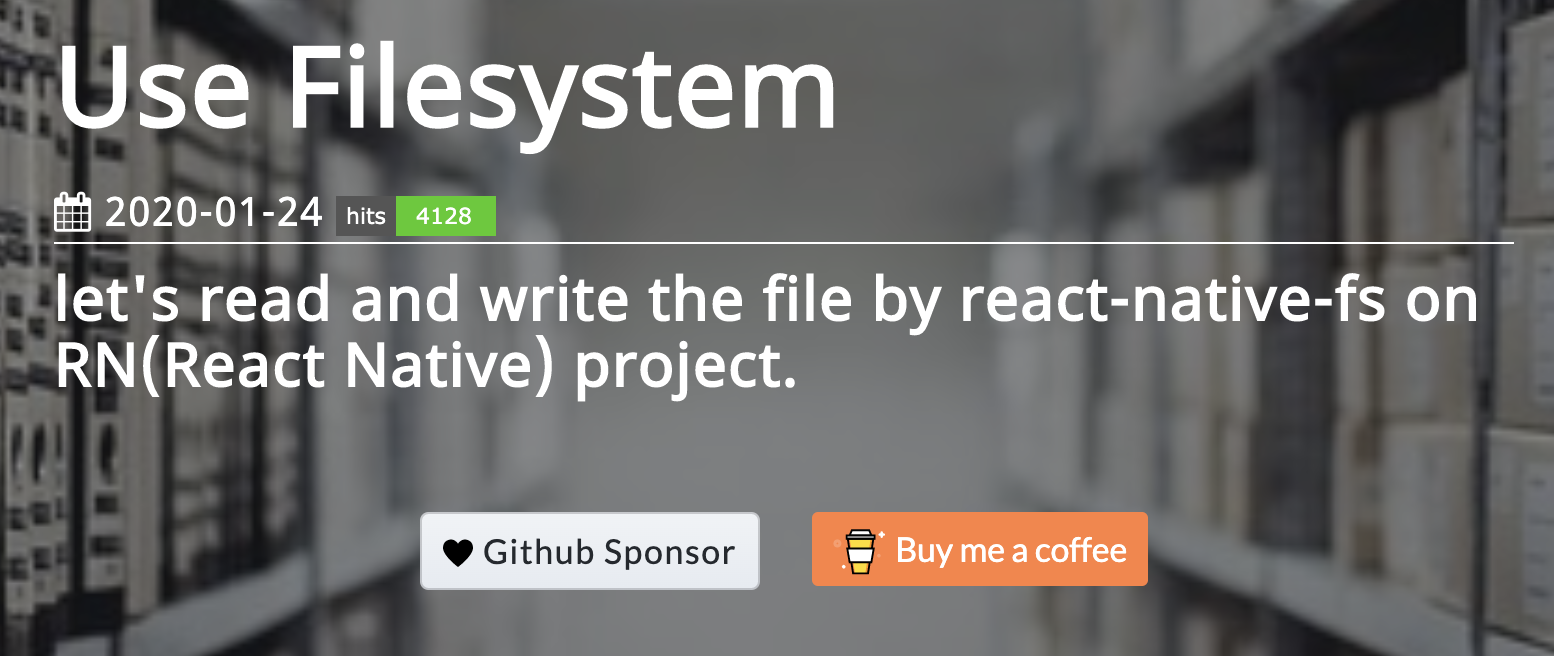 Use Filesystem
2020-01-24 hits 4128
let's read and write the file by react-native-fs on
RN(React Native) project.
Github Sponsor Buy me a coffee